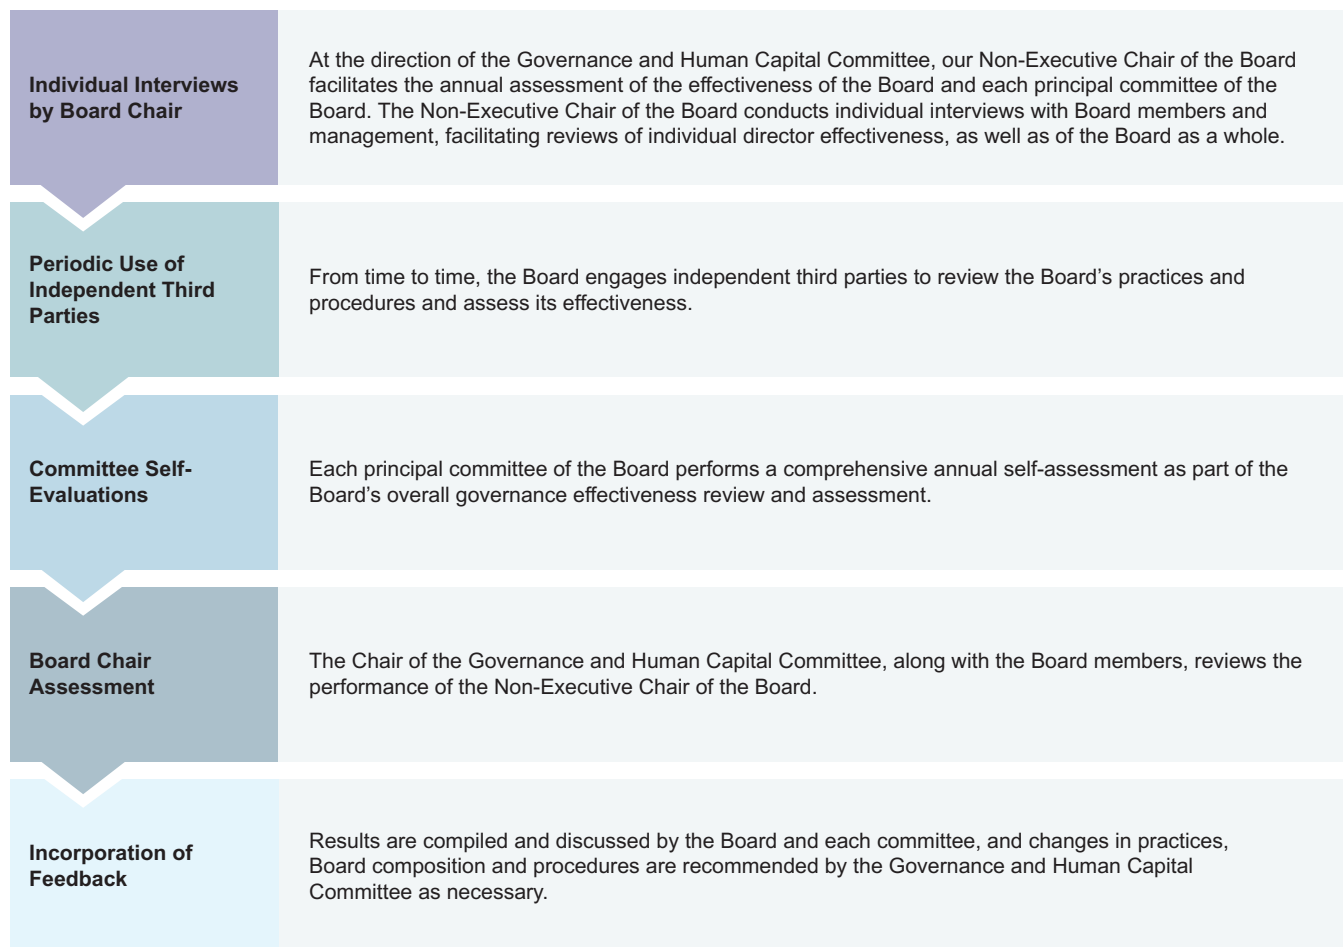 Individual Interviews
by Board Chair
At the direction of the Governance and Human Capital Committee, our Non-Executive Chair of the Board
facilitates the annual assessment of the effectiveness of the Board and each principal committee of the
Board. The Non-Executive Chair of the Board conducts individual interviews with Board members and
management, facilitating reviews of individual director effectiveness, as well as of the Board as a whole.
Periodic Use of
Independent Third
Parties
From time to time, the Board engages independent third parties to review the Board’s practices and
procedures and assess its effectiveness.
Committee Self-
Evaluations
Each principal committee of the Board performs a comprehensive annual self-assessment as part of the
Board’s overall governance effectiveness review and assessment.
Board Chair
Assessment
The Chair of the Governance and Human Capital Committee, along with the Board members, reviews the
performance of the Non-Executive Chair of the Board.
Incorporation of
Feedback
Results are compiled and discussed by the Board and each committee, and changes in practices,
Board composition and procedures are recommended by the Governance and Human Capital
Committee as necessary.